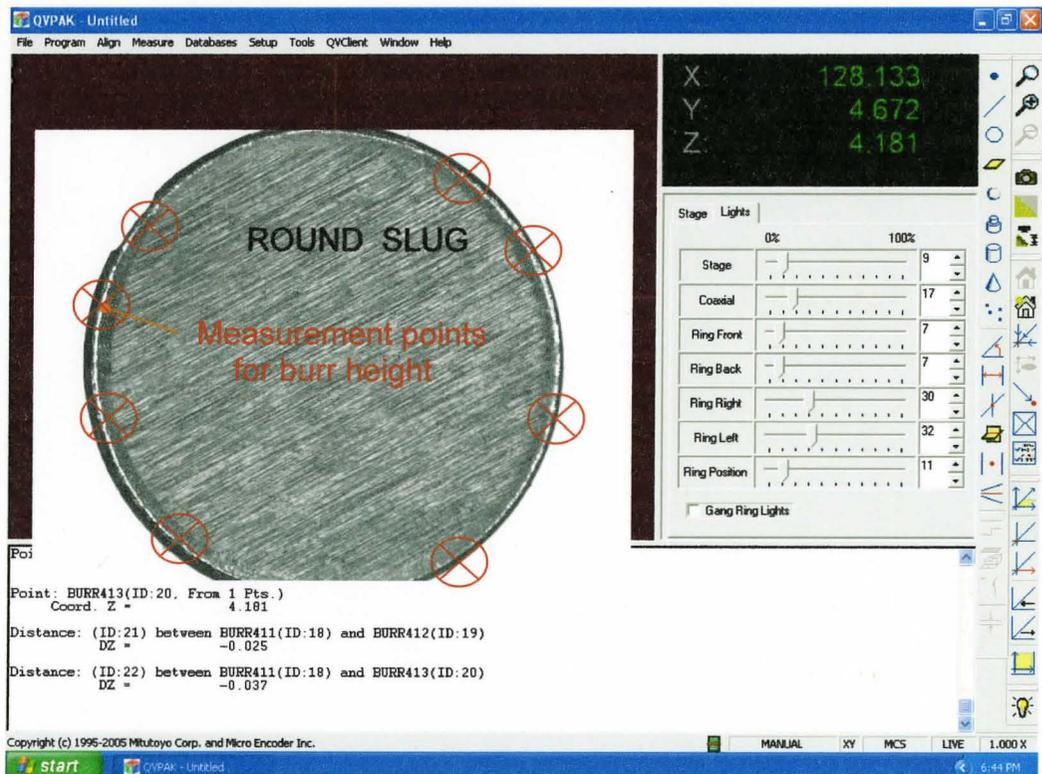 QVPAK - Untitled
File Program Align Measure Databases Setup Tools QVClient Window Help
X 128.133
Y 4.672
Z 4.181
Stage Lights
0% 100%
Stage 9
Coaxial 17
Ring Front 7
Ring Back 7
Ring Right 30
Ring Left 32
Ring Position 11
Gang Ring Lights
ROUND SLUG
Measurement points
for burr height
Poi
Point: BURR413(ID:20, From 1 Pts.)
Coord. Z = 4.181
Distance: (ID:21) between BURR411(ID:18) and BURR412(ID:19)
DZ = -0.025
Distance: (ID:22) between BURR411(ID:18) and BURR413(ID:20)
DZ = -0.037
Copyright (c) 1995-2005 Mitutoyo Corp. and Micro Encoder Inc.
MANUAL XY MCS LIVE 1.000 X
start QVPAK - Untitled 6:44 PM